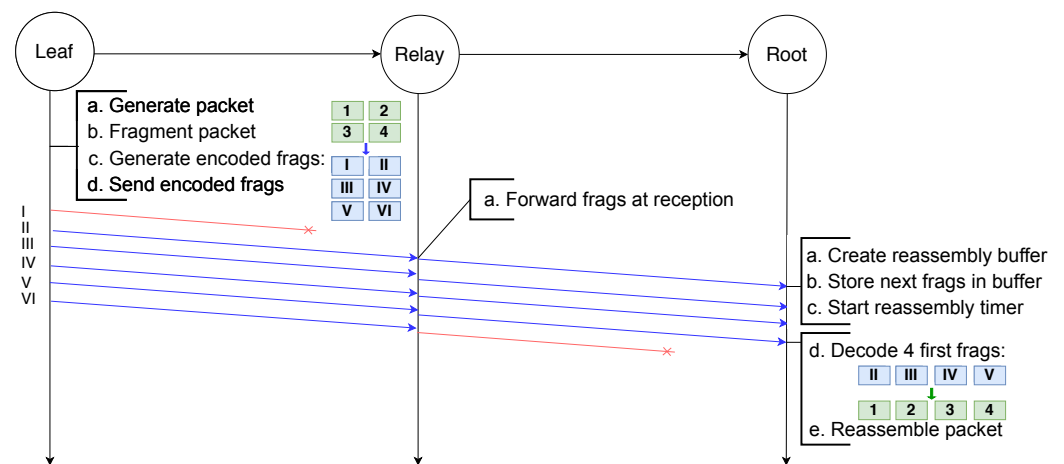 Leaf
Relay
Root
a. Generate packet
b. Fragment packet
c. Generate encoded frags:
d. Send encoded frags
1 2
3 4
I II
III IV
V VI
a. Forward frags at reception
I
II
III
IV
V
VI
a. Create reassembly buffer
b. Store next frags in buffer
c. Start reassembly timer
d. Decode 4 first frags:
II III IV V
1 2 3 4
e. Reassemble packet